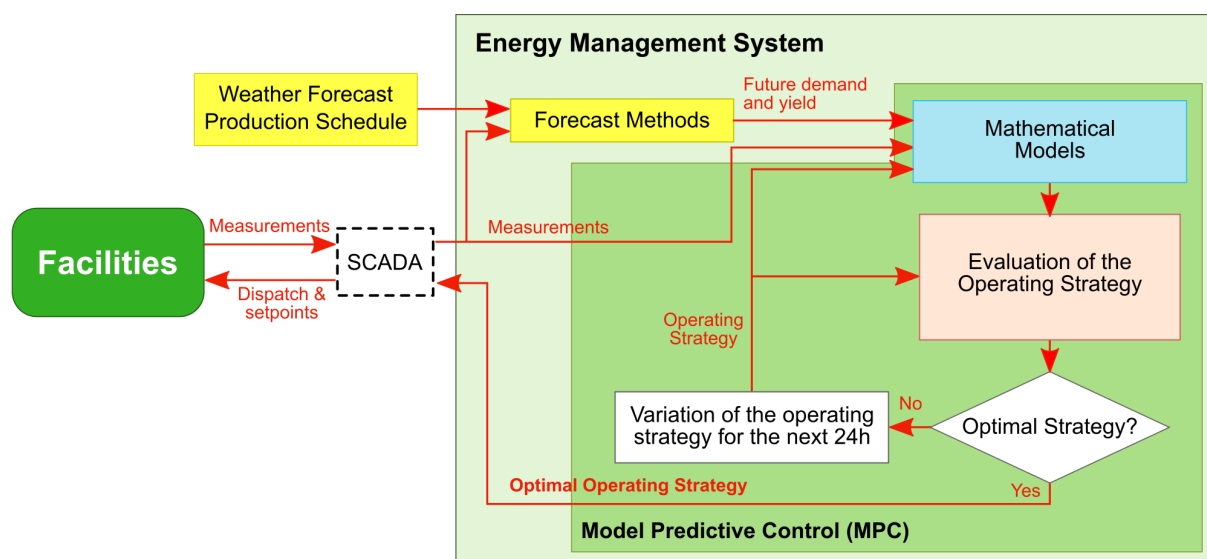 Energy Management System
Weather Forecast
Production Schedule
Forecast Methods
Future demand
and yield
Mathematical
Models
Facilities
Measurements
Dispatch &
setpoints
SCADA
Measurements
Evaluation of the
Operating Strategy
Operating
Strategy
Variation of the operating
strategy for the next 24h
No
Optimal Strategy?
Yes
Optimal Operating Strategy
Model Predictive Control (MPC)